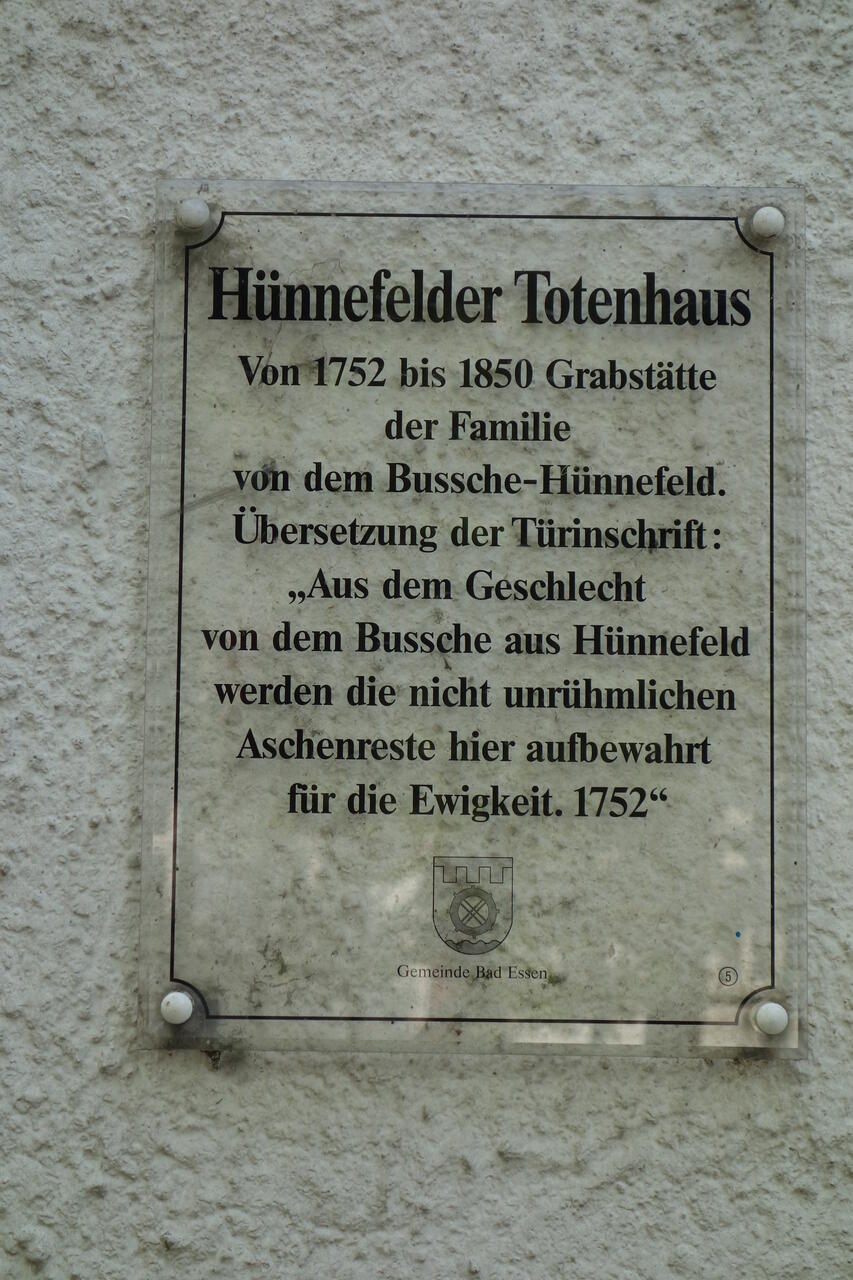 Hünnefelder Totenhaus
Von 1752 bis 1850 Grabstätte
der Familie
von dem Bussche-Hünnefeld.
Übersetzung der Türinschrift:
„Aus dem Geschlecht
von dem Bussche aus Hünnefeld
werden die nicht unrühmlichen
Aschenreste hier aufbewahrt
für die Ewigkeit. 1752“
Gemeinde Bad Essen
5